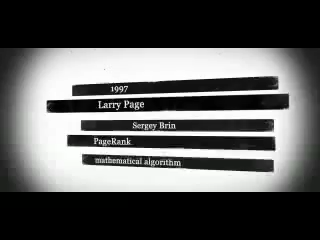 1997
Larry Page
Sergey Brin
PageRank
mathematical algorithm